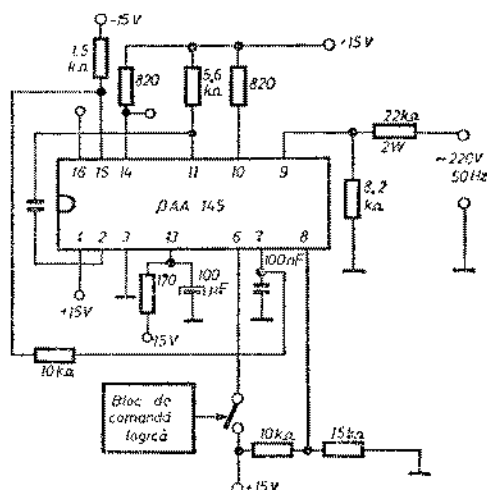 -15V
1,5 kΩ
820
5,6 kΩ
820
-15V
22kΩ
2W
~220V
50Hz
8,2 kΩ
16 15 14 11 10 9
βAA 145
1 2 3 13 6 7 8
+15V
170
100 µF
100nF
15V
10kΩ
Bloc de
comandă
logică
10kΩ
15kΩ
+15V